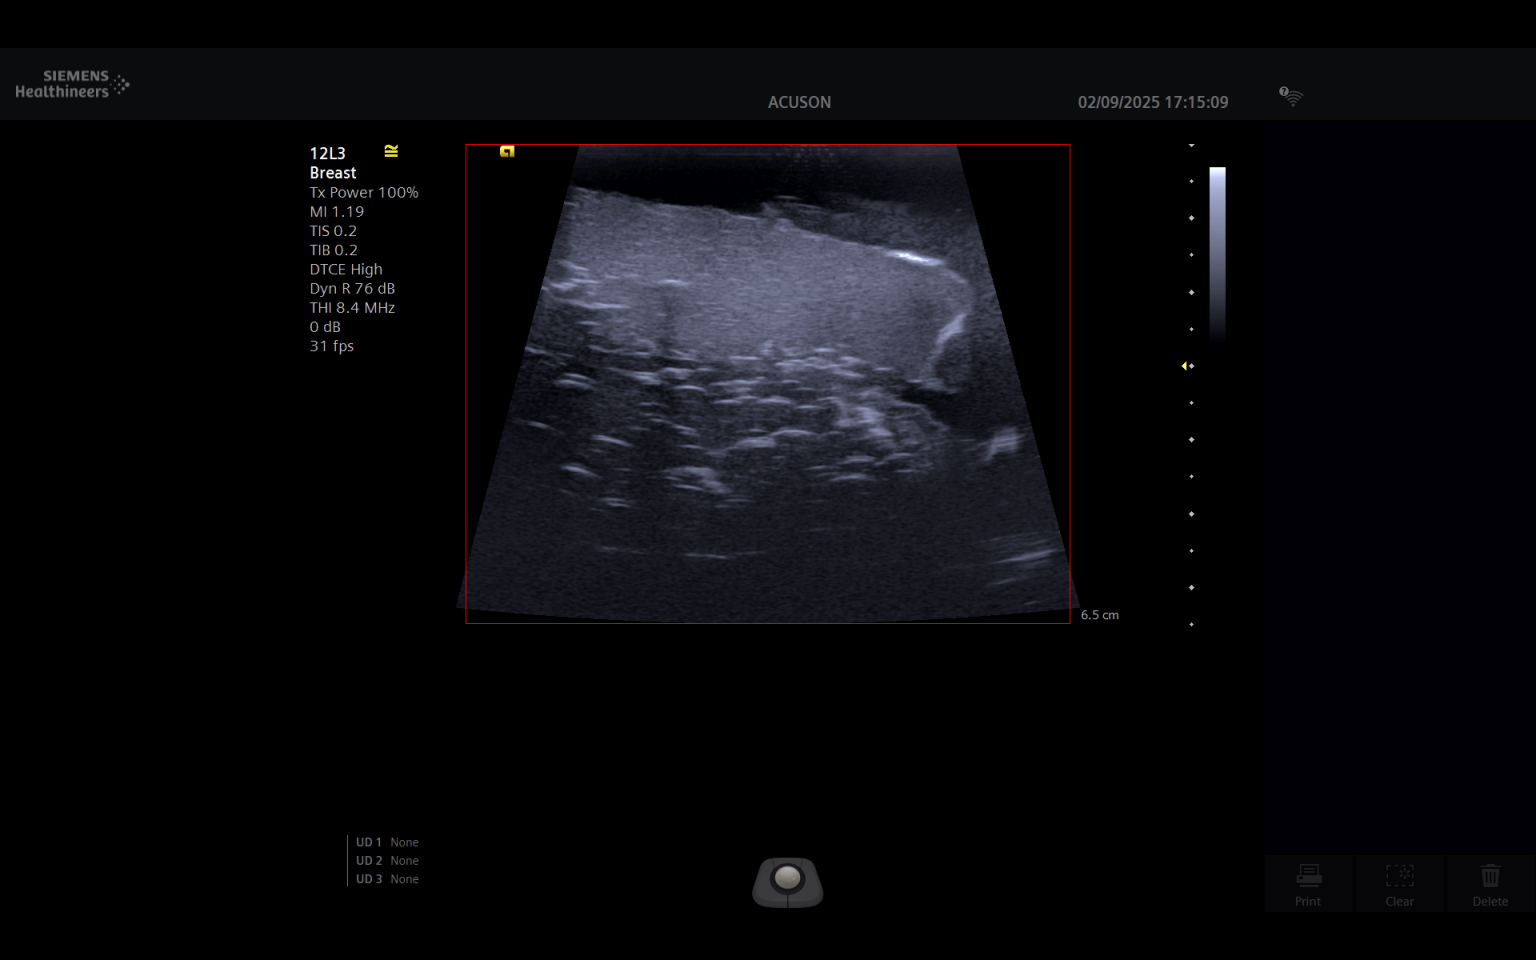 SIEMENS
Healthineers
ACUSON
02/09/2025 17:15:09
?
12L3
Breast
Tx Power 100%
MI 1.19
TIS 0.2
TIB 0.2
DTCE High
Dyn R 76 dB
THI 8.4 MHz
0 dB
31 fps
6.5 cm
UD 1 None
UD 2 None
UD 3 None
Print
Clear
Delete